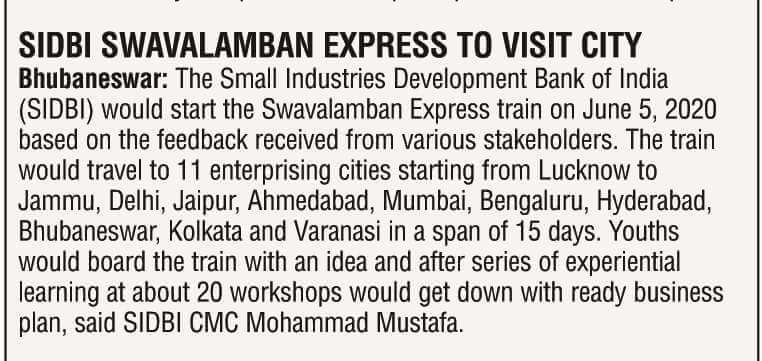 SIDBI SWAVALAMBAN EXPRESS TO VISIT CITY
Bhubaneswar: The Small Industries Development Bank of India
(SIDBI) would start the Swavalamban Express train on June 5, 2020
based on the feedback received from various stakeholders. The train
would travel to 11 enterprising cities starting from Lucknow to
Jammu, Delhi, Jaipur, Ahmedabad, Mumbai, Bengaluru, Hyderabad,
Bhubaneswar, Kolkata and Varanasi in a span of 15 days. Youths
would board the train with an idea and after series of experiential
learning at about 20 workshops would get down with ready business
plan, said SIDBI CMC Mohammad Mustafa.